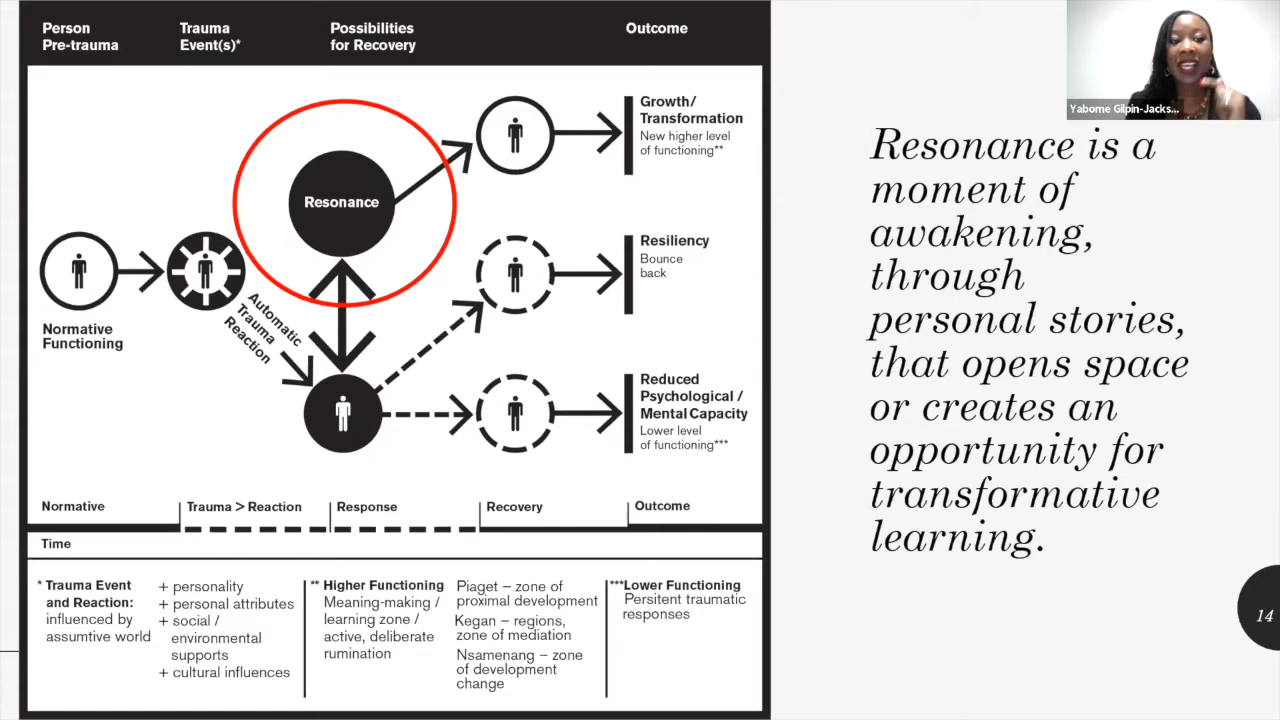 Person
Pre-trauma
Trauma
Event(s)*
Possibilities
for Recovery
Outcome
Growth/
Transformation
New higher level
of functioning**
Resonance
Resiliency
Bounce
back
Normative
Functioning
Automatic
Trauma
Reaction
Reduced
Psychological /
Mental Capacity
Lower level
of functioning***
Normative
Trauma > Reaction
Response
Recovery
Outcome
Time
* Trauma Event
and Reaction:
influenced by
assumtive world
+ personality
+ personal attributes
+ social /
environmental
supports
+ cultural influences
** Higher Functioning
Meaning-making /
learning zone /
active, deliberate
rumination
Piaget – zone of
proximal development
Kegan – regions,
zone of mediation
Nsamenang – zone
of development
change
***Lower Functioning
Persitent traumatic
responses
Yabome Gilpin-Jacks...
Resonance is a
moment of
awakening,
through
personal stories,
that opens space
or creates an
opportunity for
transformative
learning.
14